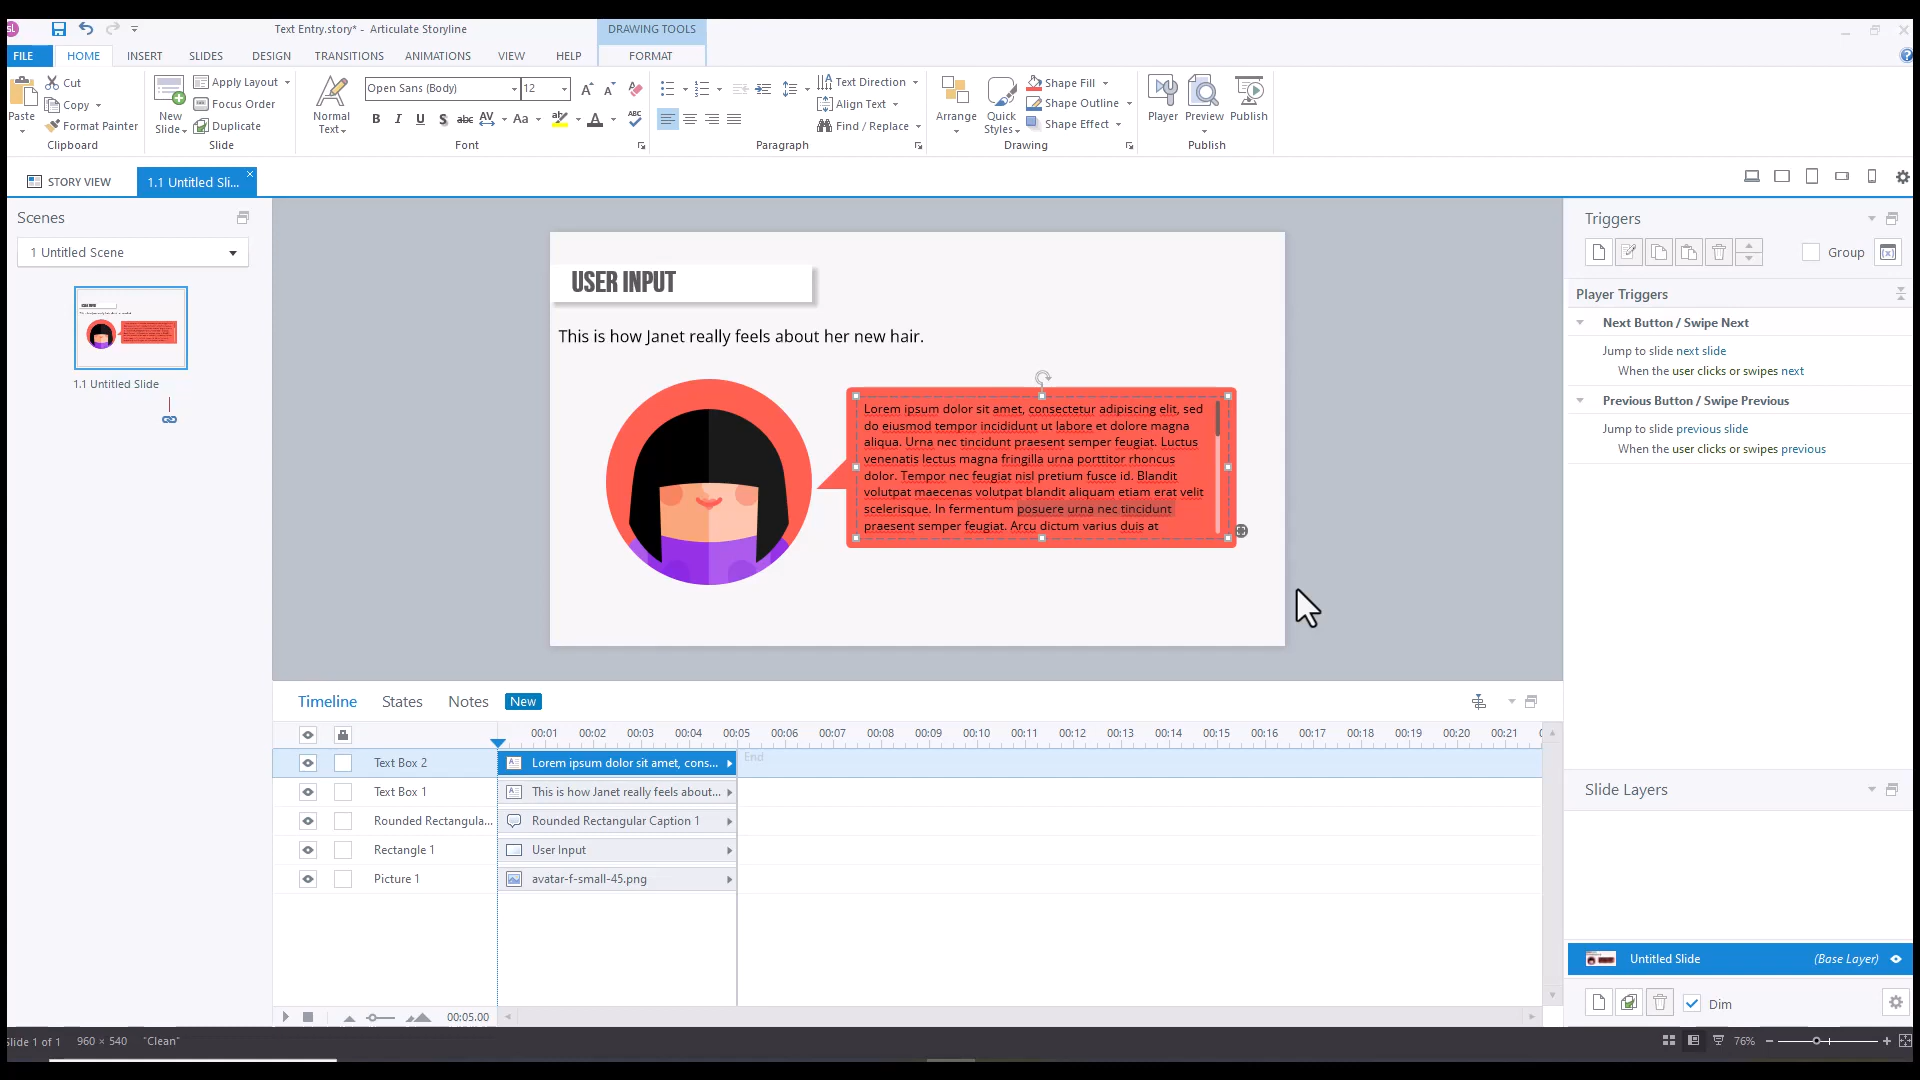 Text Entry.story* - Articulate Storyline
DRAWING TOOLS
FILE HOME INSERT SLIDES DESIGN TRANSITIONS ANIMATIONS VIEW HELP FORMAT
Paste
Cut
Copy
Format Painter
Clipboard
New
Slide
Apply Layout
Focus Order
Duplicate
Slide
Normal
Text
Open Sans (Body) 12
B I U S abc AV Aa ab A ABC
Font
Text Direction
Align Text
Find / Replace
Paragraph
Arrange
Quick
Styles
Shape Fill
Shape Outline
Shape Effect
Drawing
Player
Preview
Publish
Publish
STORY VIEW
1.1 Untitled Sli...
Scenes
1 Untitled Scene
1.1 Untitled Slide
USER INPUT
This is how Janet really feels about her new hair.
Lorem ipsum dolor sit amet, consectetur adipiscing elit, sed
do eiusmod tempor incididunt ut labore et dolore magna
aliqua. Urna nec tincidunt praesent semper feugiat. Luctus
venenatis lectus magna fringilla urna porttitor rhoncus
dolor. Tempor nec feugiat nisl pretium fusce id. Blandit
volutpat maecenas volutpat blandit aliquam etiam erat velit
scelerisque. In fermentum posuere urna nec tincidunt
praesent semper feugiat. Arcu dictum varius duis at
Triggers
Group
Player Triggers
Next Button / Swipe Next
Jump to slide next slide
When the user clicks or swipes next
Previous Button / Swipe Previous
Jump to slide previous slide
When the user clicks or swipes previous
Timeline States Notes New
00:01 00:02 00:03 00:04 00:05 00:06 00:07 00:08 00:09 00:10 00:11 00:12 00:13 00:14 00:15 00:16 00:17 00:18 00:19 00:20 00:21
Text Box 2 Lorem ipsum dolor sit amet, cons... End
Text Box 1 This is how Janet really feels about...
Rounded Rectangula... Rounded Rectangular Caption 1
Rectangle 1 User Input
Picture 1 avatar-f-small-45.png
00:05.00
Slide Layers
Untitled Slide (Base Layer)
Dim
Slide 1 of 1 960 × 540 "Clean"
76%